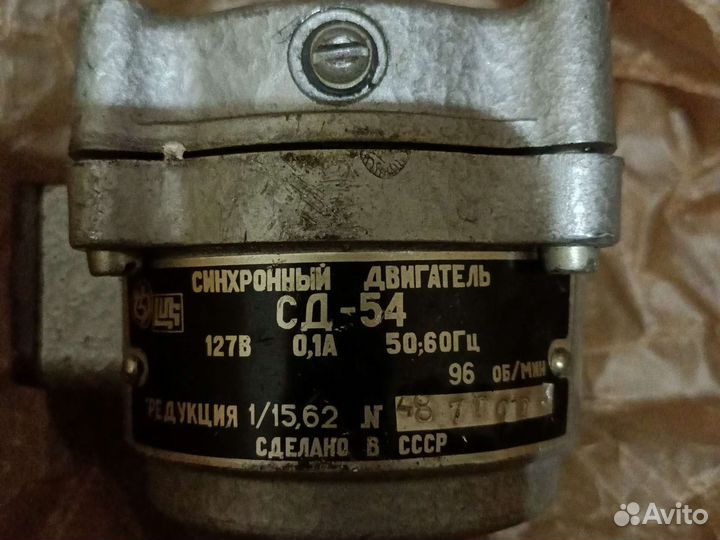 СИНХРОННЫЙ ДВИГАТЕЛЬ
СД-54
127В 0,1А 50;60Гц
96 ОБ/МИН
РЕДУКЦИЯ 1/15,62 N
СДЕЛАНО В СССР
Avito